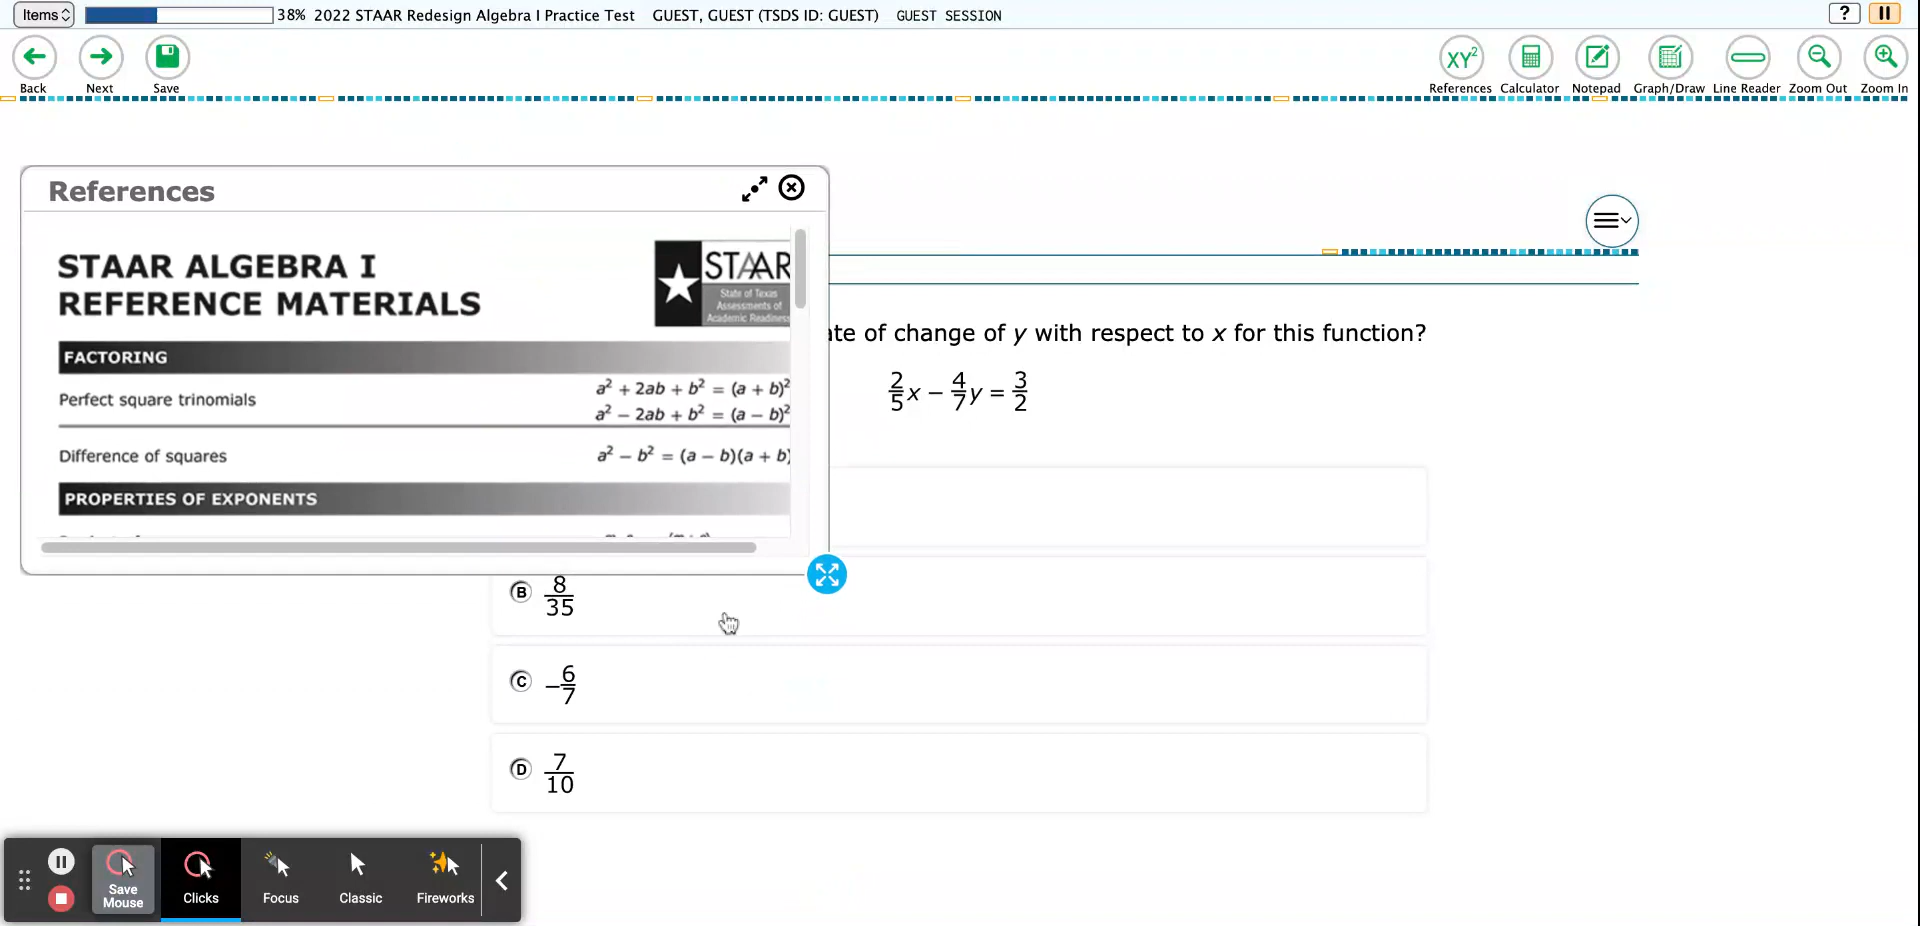 Items 38% 2022 STAAR Redesign Algebra I Practice Test GUEST, GUEST (TSDS ID: GUEST) GUEST SESSION ?
XY² 
Back Next Save References Calculator Notepad Graph/Draw Line Reader Zoom Out Zoom In
References
STAAR ALGEBRA I
REFERENCE MATERIALS
STAAR
State of Texas
Assessments of
Academic Readiness
FACTORING
Perfect square trinomials
a² + 2ab + b² = (a + b)²
a² − 2ab + b² = (a − b)²
Difference of squares a² − b² = (a − b)(a + b)
PROPERTIES OF EXPONENTS
of change of y with respect to x for this function?
2/5 x − 4/7 y = 3/2
B 8/35
C −6/7
D 7/10
Save Mouse
Clicks
Focus
Classic
Fireworks